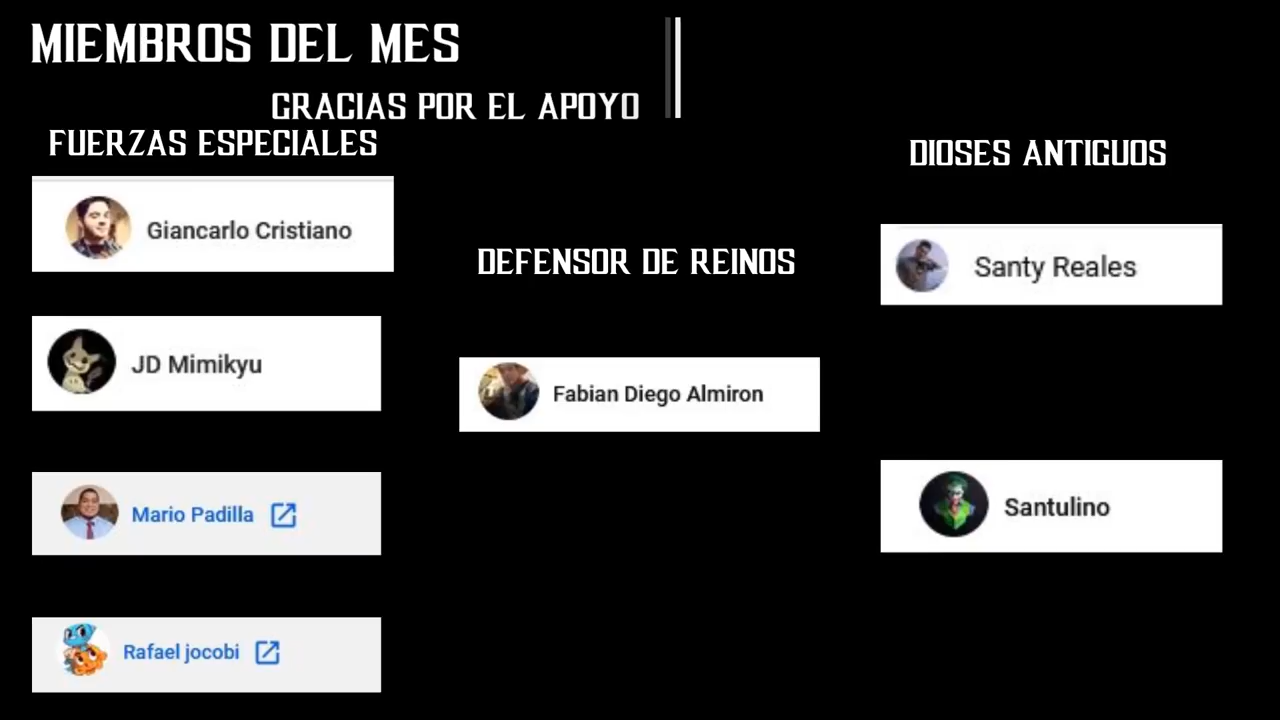 MIEMBROS DEL MES
GRACIAS POR EL APOYO
FUERZAS ESPECIALES
Giancarlo Cristiano
JD Mimikyu
Mario Padilla
Rafael jocobi
DEFENSOR DE REINOS
Fabian Diego Almiron
DIOSES ANTIGUOS
Santy Reales
Santulino